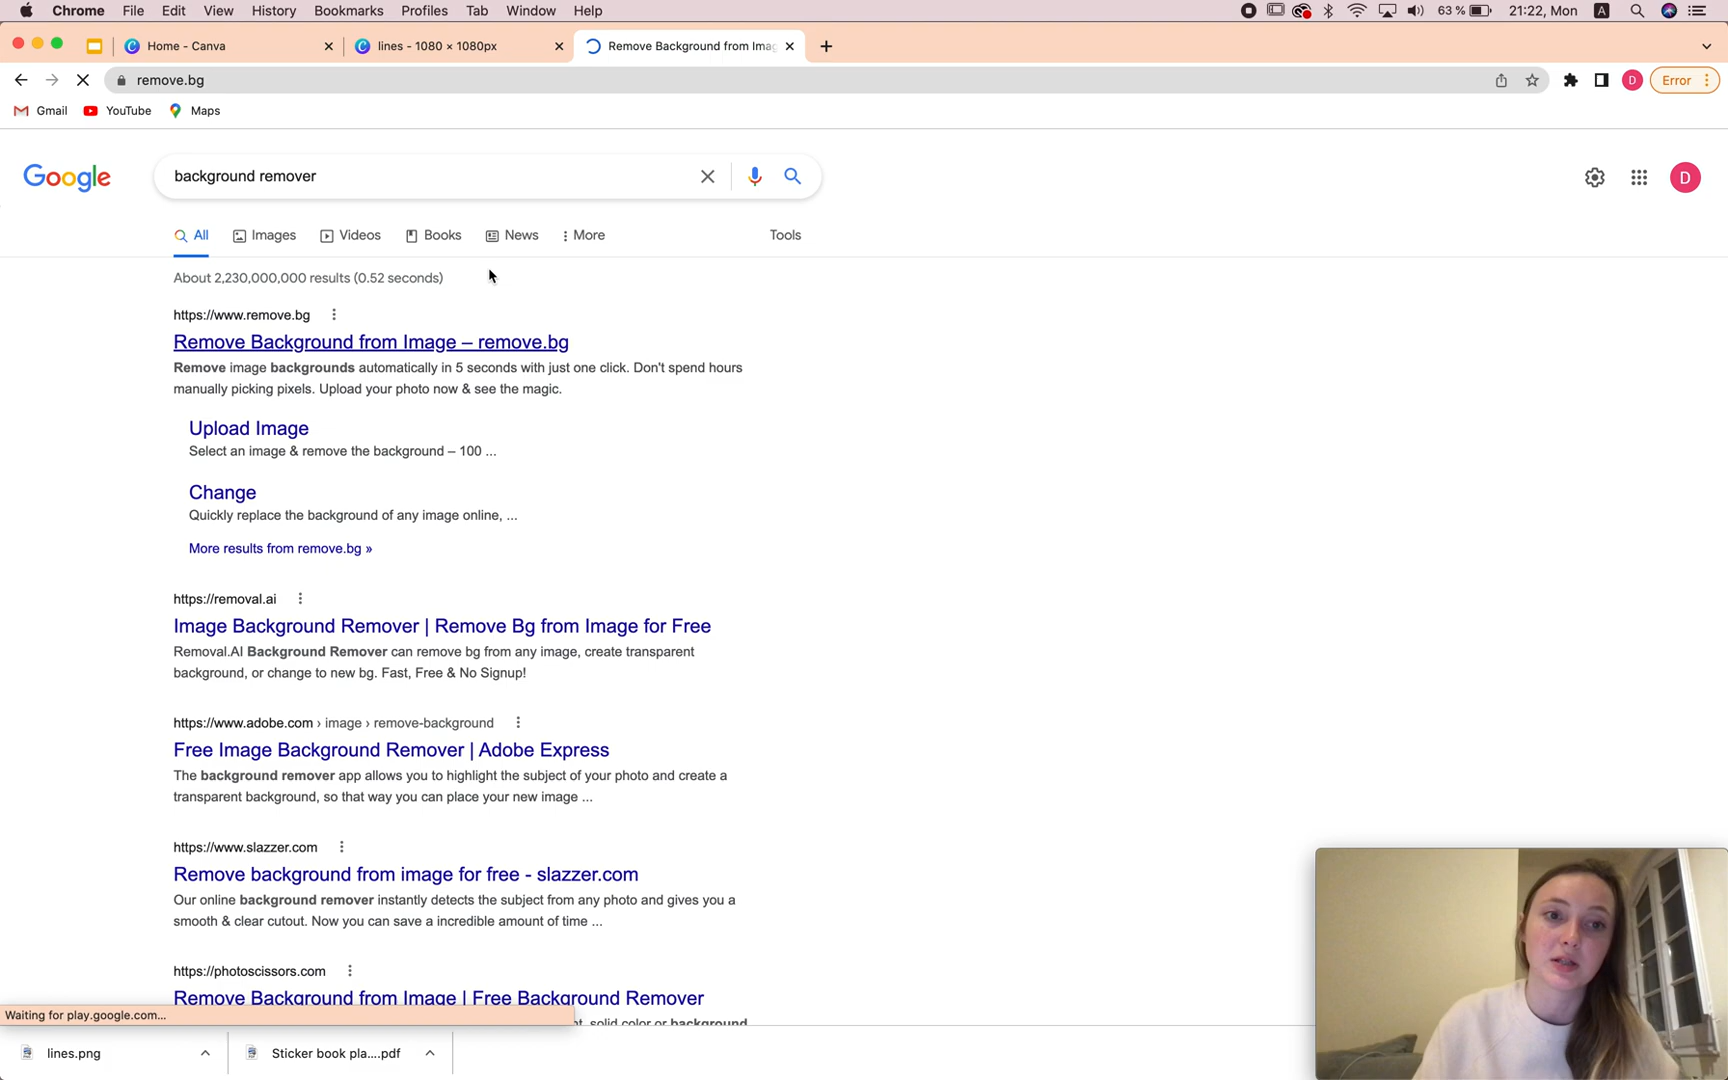 Chrome File Edit View History Bookmarks Profiles Tab Window Help 63 % 21:22, Mon A
Home - Canva lines - 1080 × 1080px Remove Background from Imag
remove.bg D Error
Gmail YouTube Maps
Google background remover D
All Images Videos Books News More Tools
About 2,230,000,000 results (0.52 seconds)
https://www.remove.bg
Remove Background from Image – remove.bg
Remove image backgrounds automatically in 5 seconds with just one click. Don't spend hours
manually picking pixels. Upload your photo now & see the magic.
Upload Image
Select an image & remove the background – 100 ...
Change
Quickly replace the background of any image online, ...
More results from remove.bg »
https://removal.ai
Image Background Remover | Remove Bg from Image for Free
Removal.AI Background Remover can remove bg from any image, create transparent
background, or change to new bg. Fast, Free & No Signup!
https://www.adobe.com › image › remove-background
Free Image Background Remover | Adobe Express
The background remover app allows you to highlight the subject of your photo and create a
transparent background, so that way you can place your new image ...
https://www.slazzer.com
Remove background from image for free - slazzer.com
Our online background remover instantly detects the subject from any photo and gives you a
smooth & clear cutout. Now you can save a incredible amount of time ...
https://photoscissors.com
Remove Background from Image | Free Background Remover
solid color or background
Waiting for play.google.com...
lines.png Sticker book pla....pdf